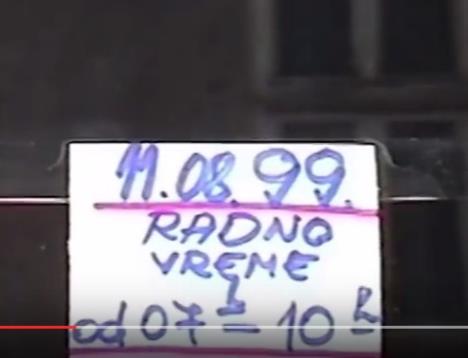 11.08.99.
RADNO
VREME
od 07 h - 10 h